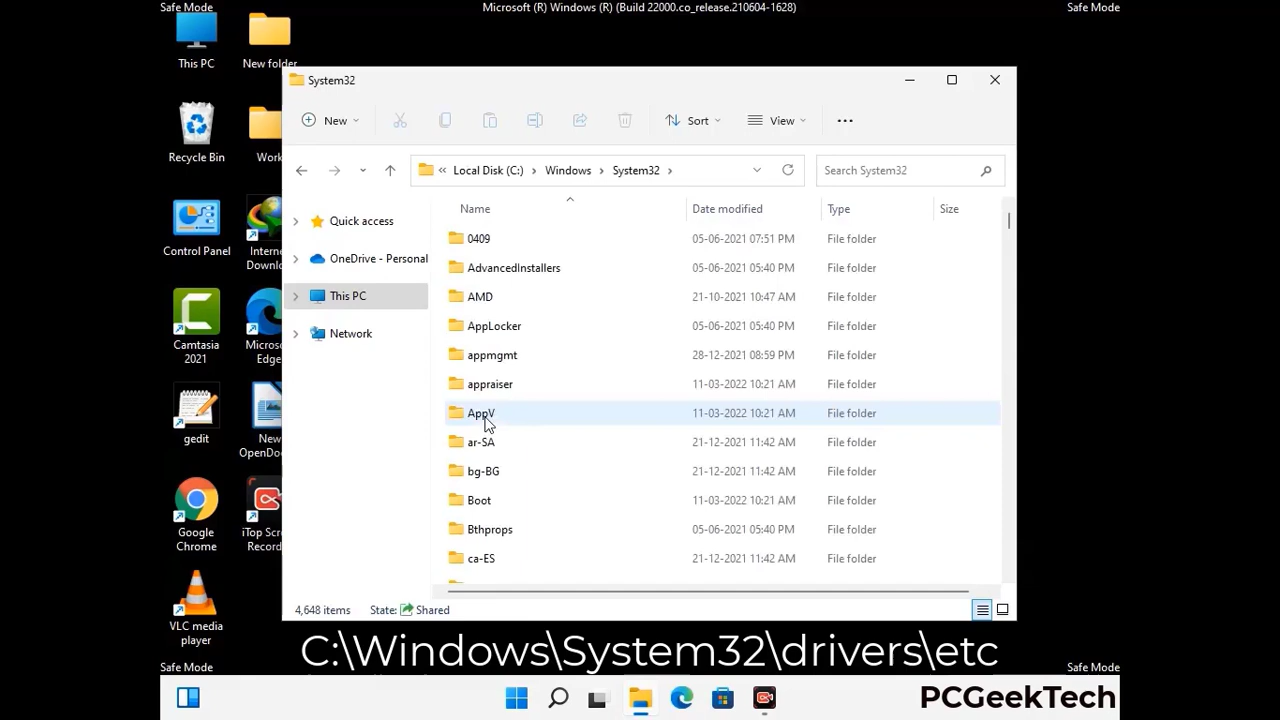 Safe Mode
Microsoft (R) Windows (R) (Build 22000.co_release.210604-1628)
Safe Mode
This PC
New folder
Recycle Bin
Work
Control Panel
Intern
Downlo
Camtasia
2021
Micros
Edge
gedit
New
OpenDo
Google
Chrome
iTop Scr
Record
VLC media
player
System32
New
Sort
View
Local Disk (C:)
Windows
System32
Search System32
Quick access
OneDrive - Personal
This PC
Network
Name Date modified Type Size
0409 05-06-2021 07:51 PM File folder
AdvancedInstallers 05-06-2021 05:40 PM File folder
AMD 21-10-2021 10:47 AM File folder
AppLocker 05-06-2021 05:40 PM File folder
appmgmt 28-12-2021 08:59 PM File folder
appraiser 11-03-2022 10:21 AM File folder
AppV 11-03-2022 10:21 AM File folder
ar-SA 21-12-2021 11:42 AM File folder
bg-BG 21-12-2021 11:42 AM File folder
Boot 11-03-2022 10:21 AM File folder
Bthprops 05-06-2021 05:40 PM File folder
ca-ES 21-12-2021 11:42 AM File folder
4,648 items State: Shared
C:\Windows\System32\drivers\etc
Safe Mode
Safe Mode
PCGeekTech